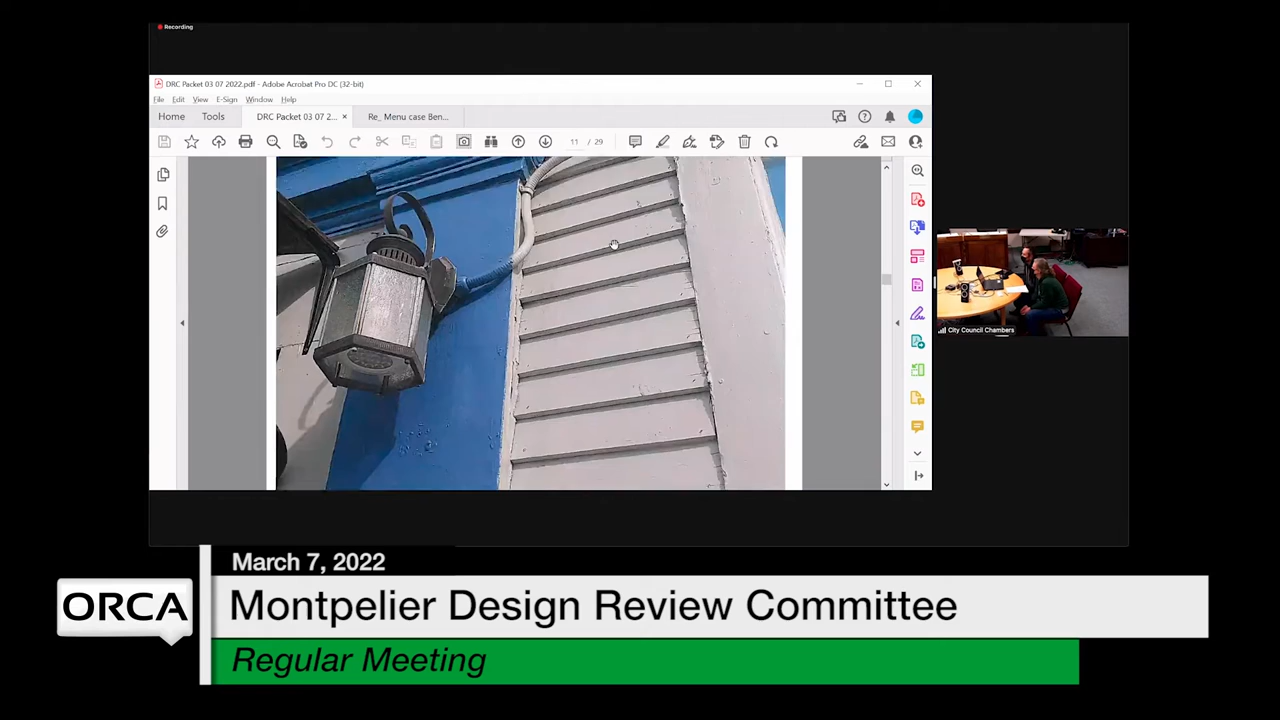 Recording
DRC Packet 03 07 2022.pdf - Adobe Acrobat Pro DC (32-bit)
File Edit View E-Sign Window Help
Home Tools DRC Packet 03 07 2... × Re_ Menu case Ben...
11 / 29
City Council Chambers
March 7, 2022
ORCA
Montpelier Design Review Committee
Regular Meeting